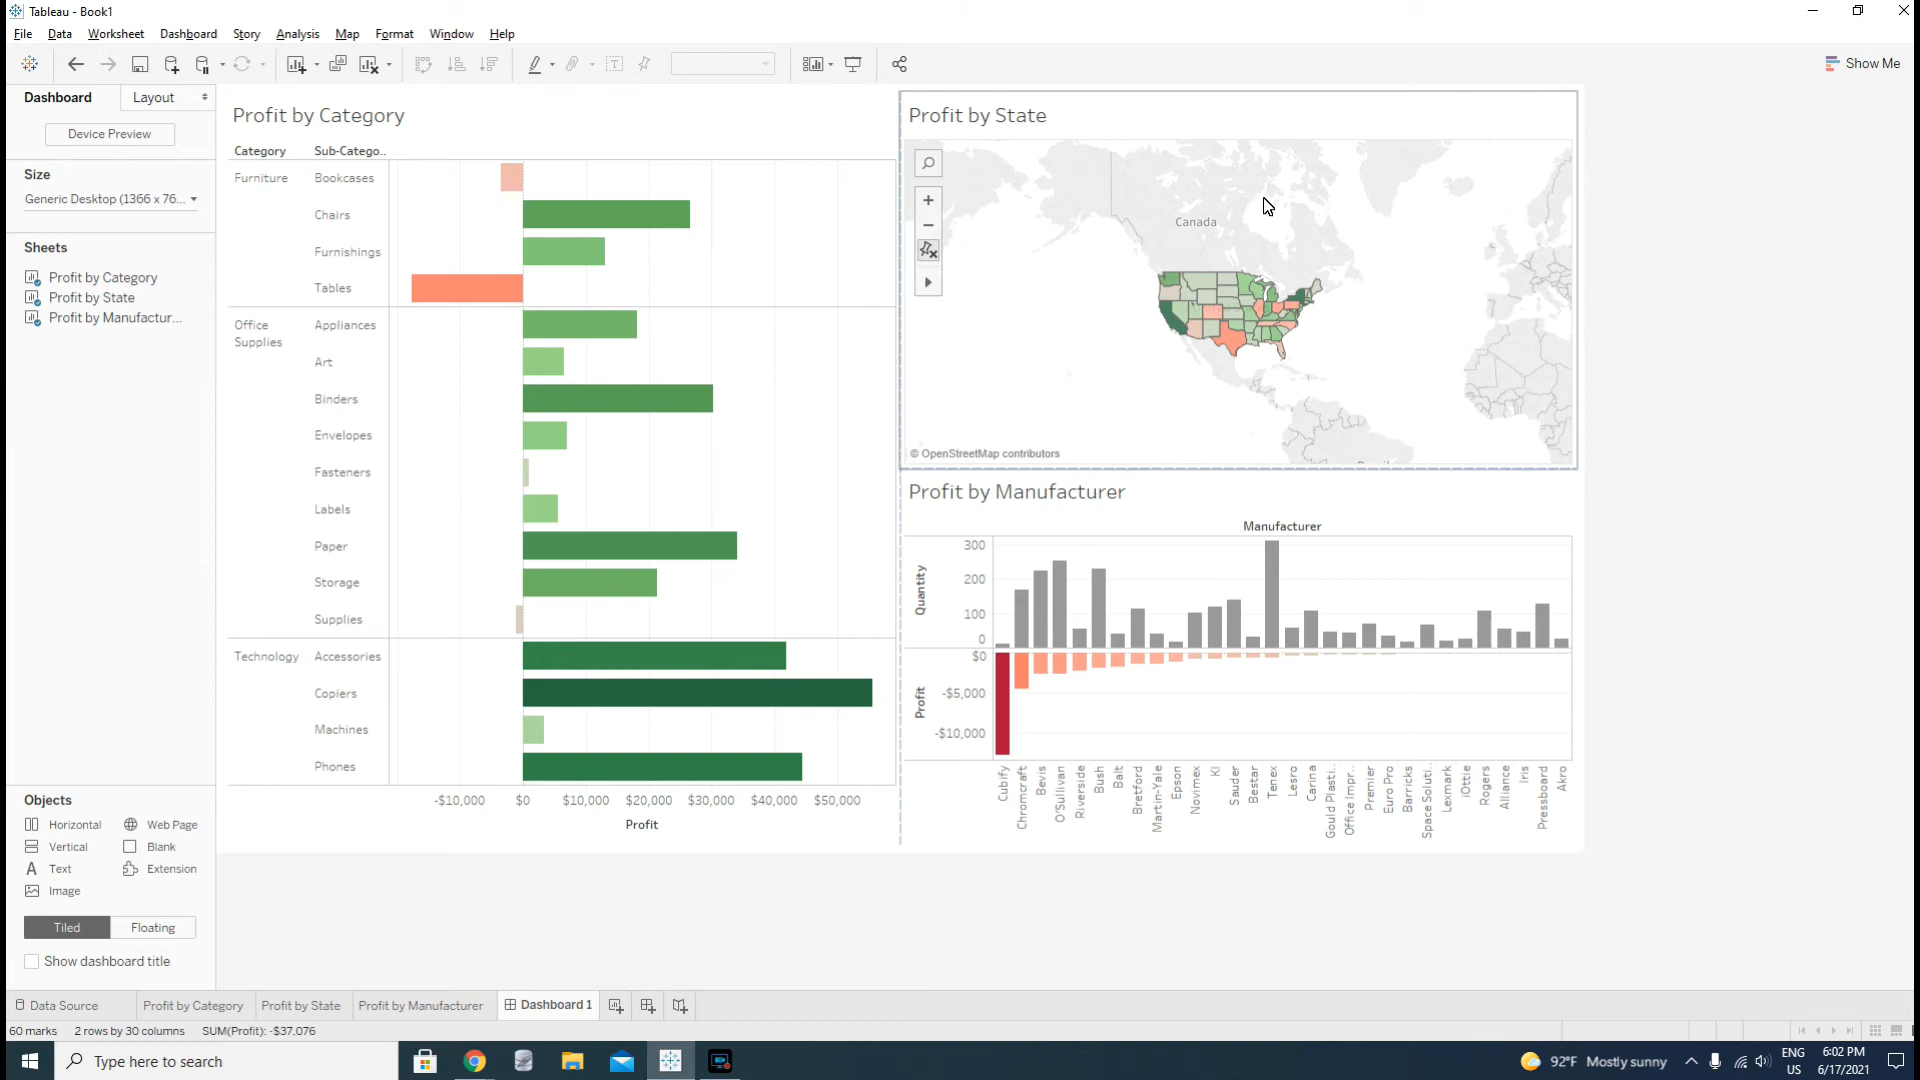 Tableau - Book1
File Data Worksheet Dashboard Story Analysis Map Format Window Help
Show Me
Dashboard Layout
Device Preview
Size
Generic Desktop (1366 x 76...
Sheets
Profit by Category
Profit by State
Profit by Manufactur...
Objects
Horizontal Web Page
Vertical Blank
Text Extension
Image
Tiled Floating
Show dashboard title
Profit by Category
Category Sub-Catego..
Furniture Bookcases
Chairs
Furnishings
Tables
Office
Supplies
Appliances
Art
Binders
Envelopes
Fasteners
Labels
Paper
Storage
Supplies
Technology Accessories
Copiers
Machines
Phones
-$10,000 $0 $10,000 $20,000 $30,000 $40,000 $50,000
Profit
Profit by State
Canada
© OpenStreetMap contributors
Profit by Manufacturer
Manufacturer
Quantity
300
200
100
0
Profit
$0
-$5,000
-$10,000
Cubify
Chromcraft
Bevis
O'Sullivan
Riverside
Bush
Balt
Bretford
Martin-Yale
Epson
Novimex
KI
Sauder
Bestar
Tenex
Lesro
Carina
Gould Plasti..
Office Impr..
Premier
Euro Pro
Barricks
Space Soluti..
Lexmark
iOttie
Rogers
Alliance
Iris
Pressboard
Akro
Data Source Profit by Category Profit by State Profit by Manufacturer Dashboard 1
60 marks 2 rows by 30 columns SUM(Profit): -$37,076
Type here to search
92°F Mostly sunny
ENG
US
6:02 PM
6/17/2021